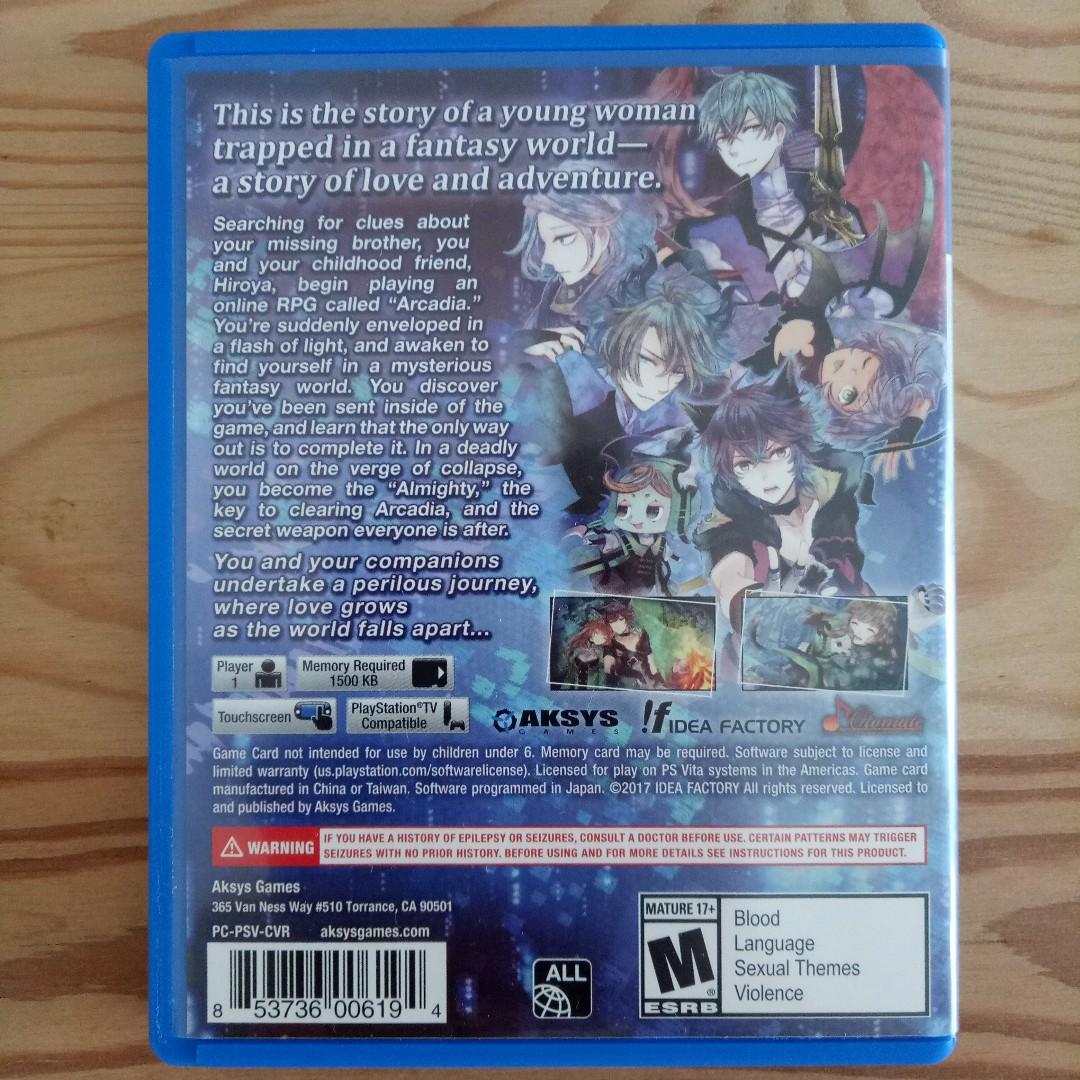 This is the story of a young woman
trapped in a fantasy world—
a story of love and adventure.
Searching for clues about
your missing brother, you
and your childhood friend,
Hiroya, begin playing an
online RPG called “Arcadia.”
You’re suddenly enveloped in
a flash of light, and awaken to
find yourself in a mysterious
fantasy world. You discover
you’ve been sent inside of the
game, and learn that the only way
out is to complete it. In a deadly
world on the verge of collapse,
you become the “Almighty,” the
key to clearing Arcadia, and the
secret weapon everyone is after.
You and your companions
undertake a perilous journey,
where love grows
as the world falls apart...
Player
1
Memory Required
1500 KB
Touchscreen
PlayStation®TV
Compatible
AKSYS
GAMES
!f IDEA FACTORY
Otomate
Game Card not intended for use by children under 6. Memory card may be required. Software subject to license and
limited warranty (us.playstation.com/softwarelicense). Licensed for play on PS Vita systems in the Americas. Game card
manufactured in China or Taiwan. Software programmed in Japan. ©2017 IDEA FACTORY All rights reserved. Licensed to
and published by Aksys Games.
WARNING
IF YOU HAVE A HISTORY OF EPILEPSY OR SEIZURES, CONSULT A DOCTOR BEFORE USE. CERTAIN PATTERNS MAY TRIGGER
SEIZURES WITH NO PRIOR HISTORY. BEFORE USING AND FOR MORE DETAILS SEE INSTRUCTIONS FOR THIS PRODUCT.
Aksys Games
365 Van Ness Way #510 Torrance, CA 90501
PC-PSV-CVR aksysgames.com
8 53736 00619 4
ALL
MATURE 17+
M®
ESRB
Blood
Language
Sexual Themes
Violence